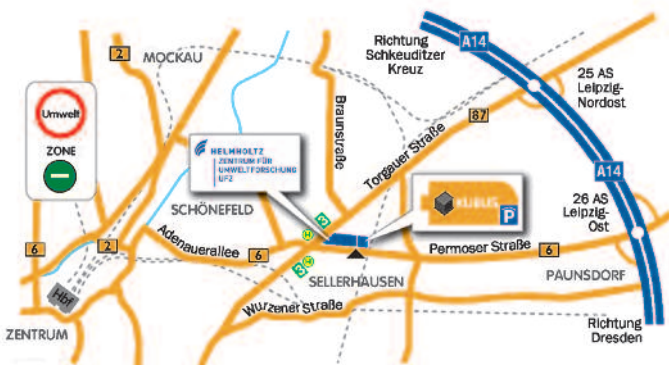 2
MOCKAU
Richtung
Schkeuditzer
Kreuz
A14
25 AS
Leipzig-
Nordost
Umwelt
ZONE
Braunstraße
87
Torgauer Straße
HELMHOLTZ
ZENTRUM FÜR
UMWELTFORSCHUNG
UFZ
KUBUS
P
A14
26 AS
Leipzig-
Ost
SCHÖNEFELD
3
H
6
2
Adenauerallee
6
Permoser Straße
6
3
H
SELLERHAUSEN
PAUNSDORF
Hbf
Wurzener Straße
ZENTRUM
Richtung
Dresden